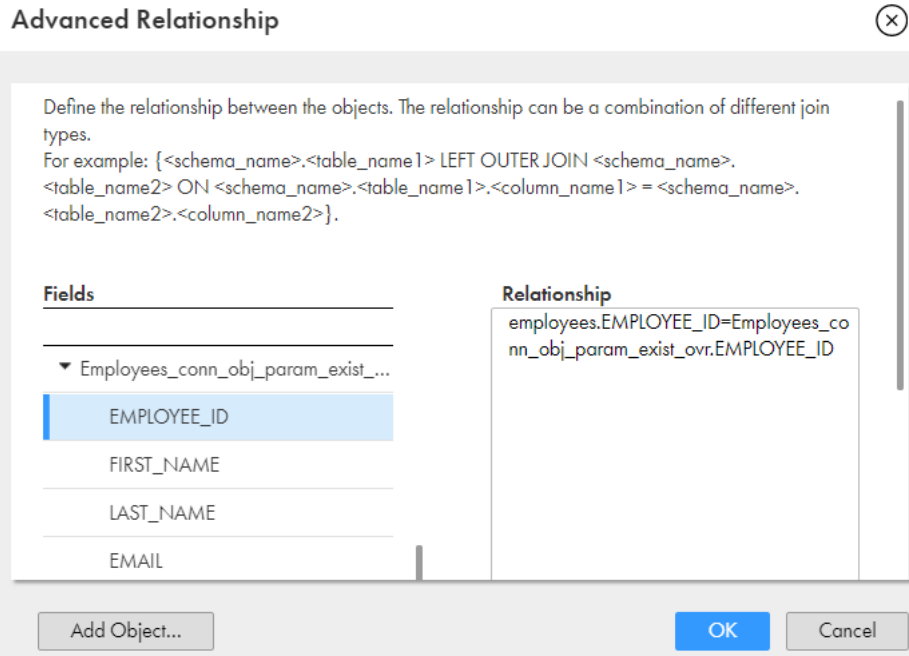 Advanced Relationship
Define the relationship between the objects. The relationship can be a combination of different join
types.
For example: {<schema_name>.<table_name1> LEFT OUTER JOIN <schema_name>.
<table_name2> ON <schema_name>.<table_name1>.<column_name1> = <schema_name>.
<table_name2>.<column_name2>}.
Fields
Relationship
employees.EMPLOYEE_ID=Employees_co
nn_obj_param_exist_ovr.EMPLOYEE_ID
Employees_conn_obj_param_exist_...
EMPLOYEE_ID
FIRST_NAME
LAST_NAME
EMAIL
Add Object...
OK
Cancel